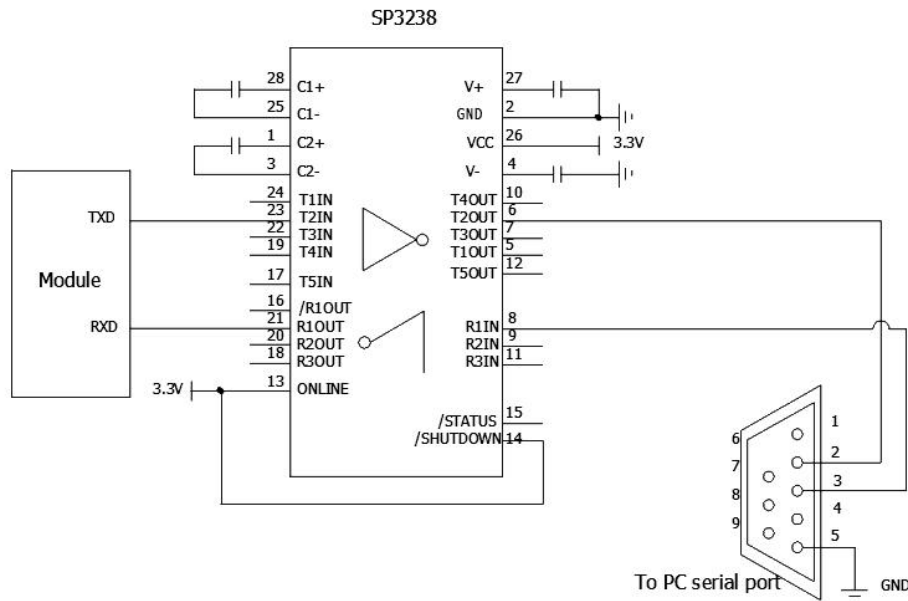 SP3238
28 C1+ V+ 27
25 C1- GND 2
1 C2+ VCC 26 3.3V
3 C2- V- 4
24 T1IN T4OUT 10
TXD 23 T2IN T2OUT 6
22 T3IN T3OUT 7
19 T4IN T1OUT 5
17 T5IN T5OUT 12
Module
16 /R1OUT
RXD 21 R1OUT R1IN 8
20 R2OUT R2IN 9
18 R3OUT R3IN 11
3.3V 13 ONLINE
/STATUS 15
/SHUTDOWN 14
1
6
2
7
3
8
4
9
5
To PC serial port
GND